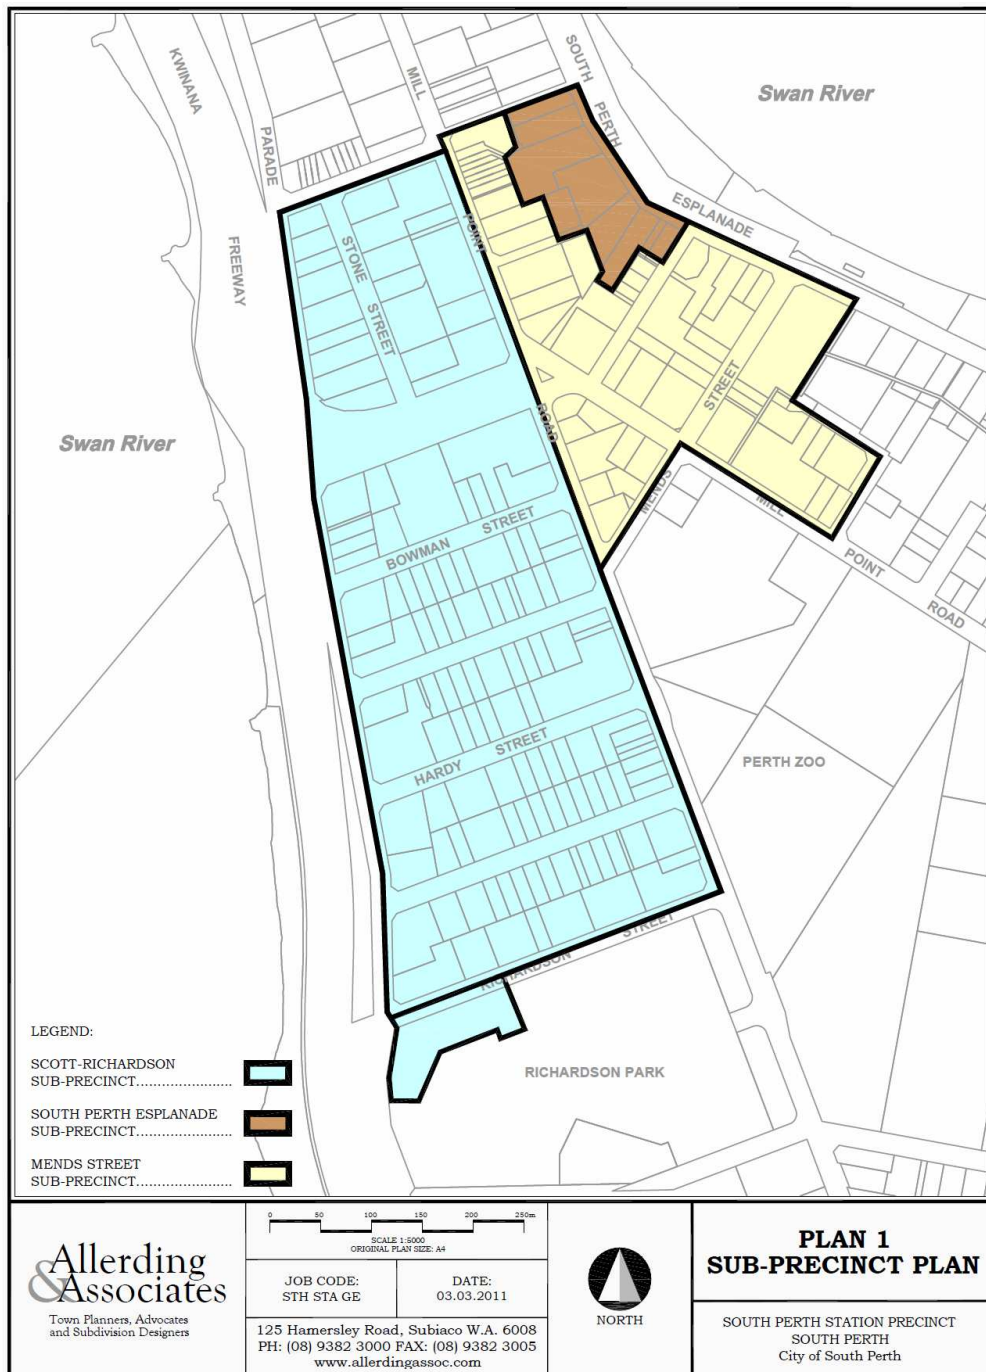 KWINANA
FREEWAY
PARADE
MILL
POINT
ROAD
SOUTH
PERTH
ESPLANADE
Swan River
STONE
STREET
Swan River
STREET
MENDS
MILL
POINT
ROAD
BOWMAN STREET
HARDY STREET
PERTH ZOO
RICHARDSON STREET
RICHARDSON PARK
LEGEND:
SCOTT-RICHARDSON
SUB-PRECINCT......................
SOUTH PERTH ESPLANADE
SUB-PRECINCT......................
MENDS STREET
SUB-PRECINCT......................
Allerding
&Associates
Town Planners, Advocates
and Subdivision Designers
0 50 100 150 200 250m
SCALE 1:5000
ORIGINAL PLAN SIZE: A4
JOB CODE:
STH STA GE
DATE:
03.03.2011
125 Hamersley Road, Subiaco W.A. 6008
PH: (08) 9382 3000 FAX: (08) 9382 3005
www.allerdingassoc.com
NORTH
PLAN 1
SUB-PRECINCT PLAN
SOUTH PERTH STATION PRECINCT
SOUTH PERTH
City of South Perth